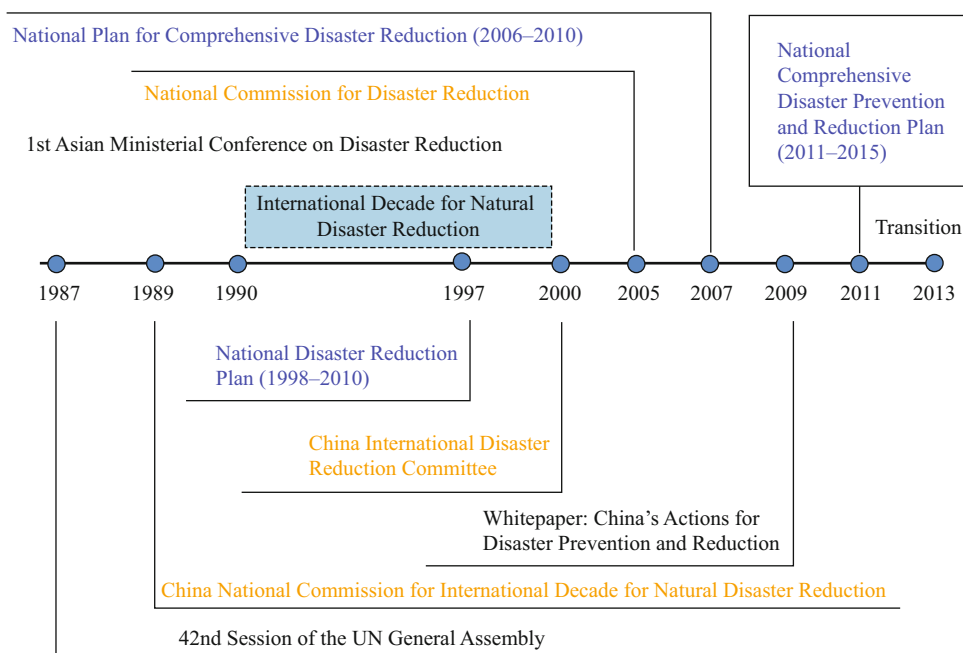 National Plan for Comprehensive Disaster Reduction (2006–2010)
National Commission for Disaster Reduction
1st Asian Ministerial Conference on Disaster Reduction
National
Comprehensive
Disaster Prevention
and Reduction Plan
(2011–2015)
International Decade for Natural
Disaster Reduction
Transition
1987 1989 1990 1997 2000 2005 2007 2009 2011 2013
National Disaster Reduction
Plan (1998–2010)
China International Disaster
Reduction Committee
Whitepaper: China’s Actions for
Disaster Prevention and Reduction
China National Commission for International Decade for Natural Disaster Reduction
42nd Session of the UN General Assembly